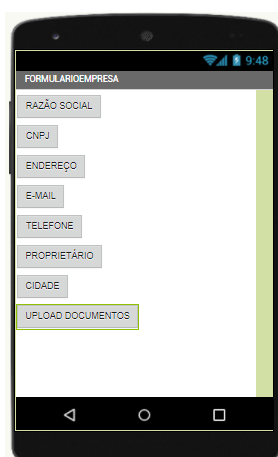 9:48
FORMULARIOEMPRESA
RAZÃO SOCIAL
CNPJ
ENDEREÇO
E-MAIL
TELEFONE
PROPRIETÁRIO
CIDADE
UPLOAD DOCUMENTOS